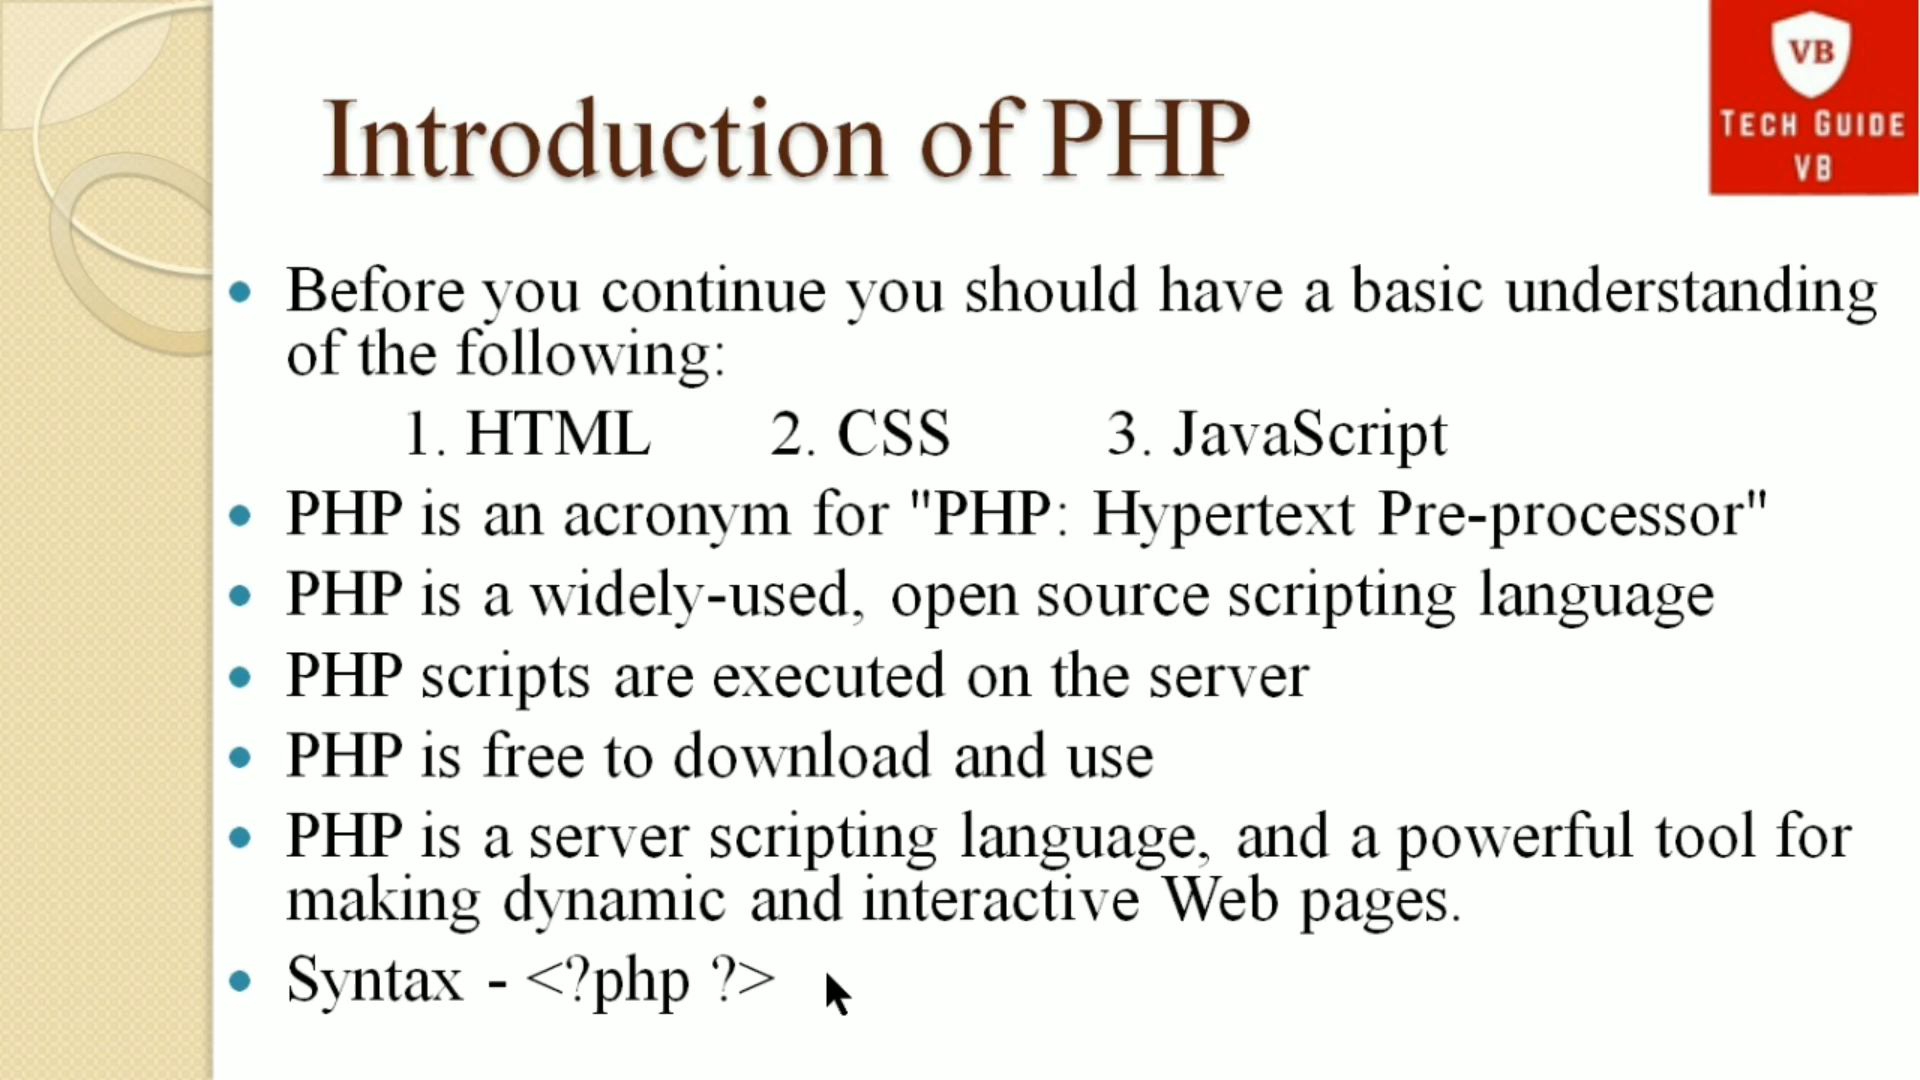 VB
TECH GUIDE
VB
Introduction of PHP
Before you continue you should have a basic understanding
of the following:
1. HTML 2. CSS 3. JavaScript
PHP is an acronym for "PHP: Hypertext Pre-processor"
PHP is a widely-used, open source scripting language
PHP scripts are executed on the server
PHP is free to download and use
PHP is a server scripting language, and a powerful tool for
making dynamic and interactive Web pages.
Syntax - <?php ?>